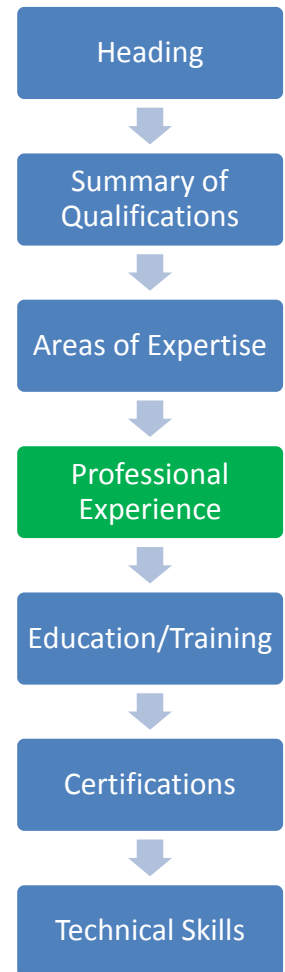 Heading
Summary of
Qualifications
Areas of Expertise
Professional
Experience
Education/Training
Certifications
Technical Skills